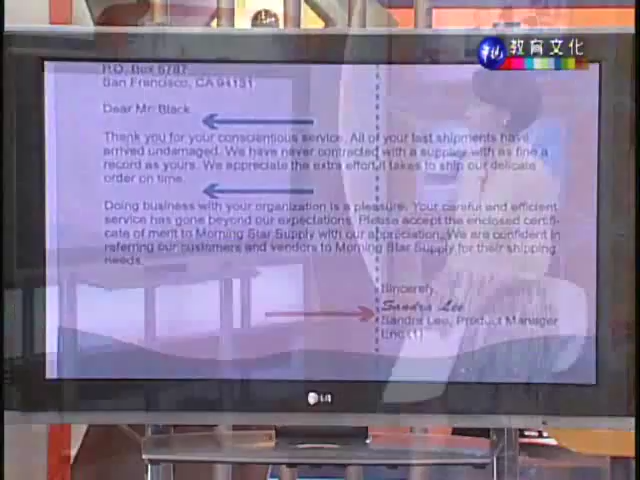 教育文化
P.O. Box 6787
San Francisco, CA 94131
Dear Mr. Black
Thank you for your conscientious service. All of your last shipments have
arrived undamaged. We have never contracted with a supplier with as fine a
record as yours. We appreciate the extra effort it takes to ship our delicate
order on time.
Doing business with your organization is a pleasure. Your careful and efficient
service has gone beyond our expectations. Please accept the enclosed certifi-
cate of merit to Morning Star Supply with our appreciation. We are confident in
referring our customers and vendors to Morning Star Supply for their shipping
needs.
Sincerely,
Sandra Lee
Sandra Lee, Product Manager
Enc.(1)
LG